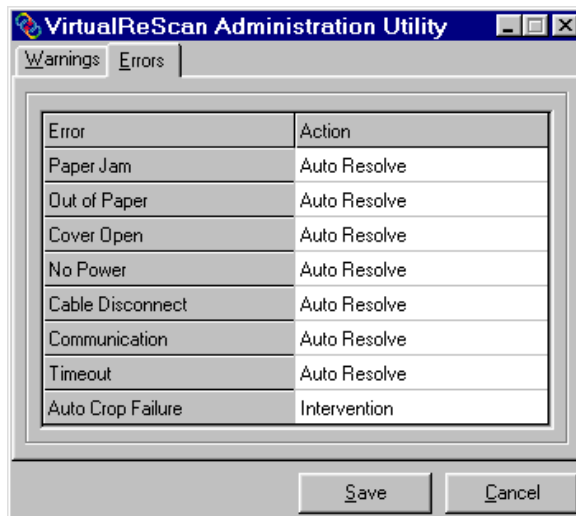 VirtualReScan Administration Utility
Warnings Errors
Error Action
Paper Jam Auto Resolve
Out of Paper Auto Resolve
Cover Open Auto Resolve
No Power Auto Resolve
Cable Disconnect Auto Resolve
Communication Auto Resolve
Timeout Auto Resolve
Auto Crop Failure Intervention
Save Cancel